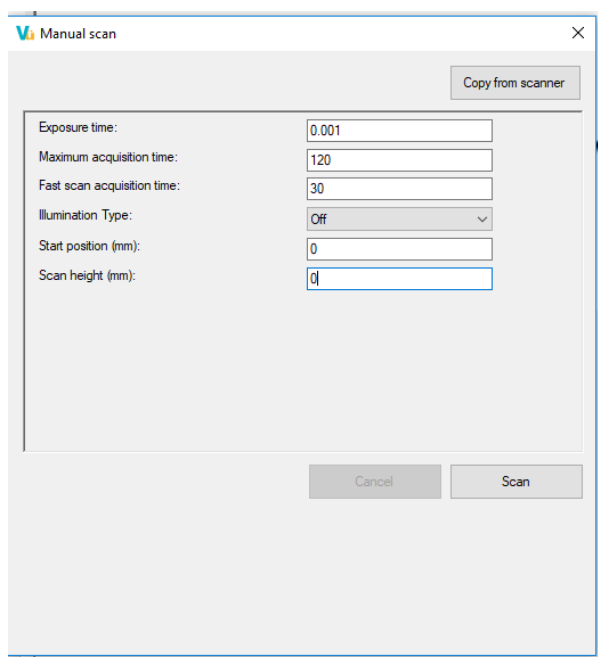 Manual scan
Copy from scanner
Exposure time: 0.001
Maximum acquisition time: 120
Fast scan acquisition time: 30
Illumination Type: Off
Start position (mm): 0
Scan height (mm): 0
Cancel Scan